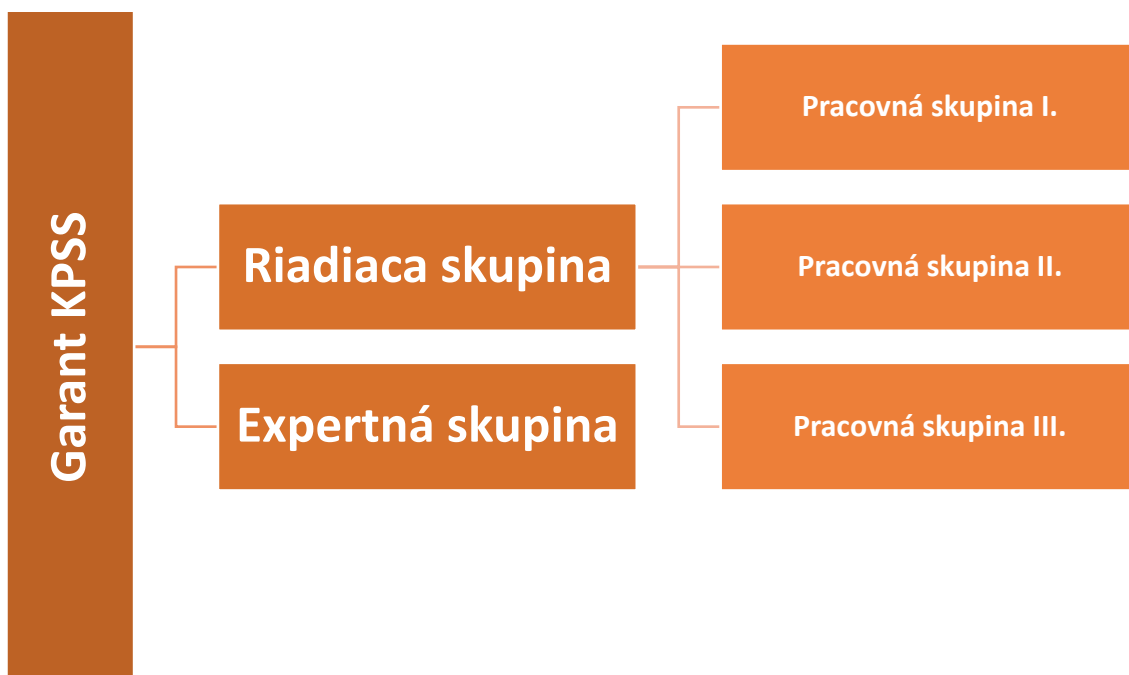 Garant KPSS
Riadiaca skupina
Expertná skupina
Pracovná skupina I.
Pracovná skupina II.
Pracovná skupina III.